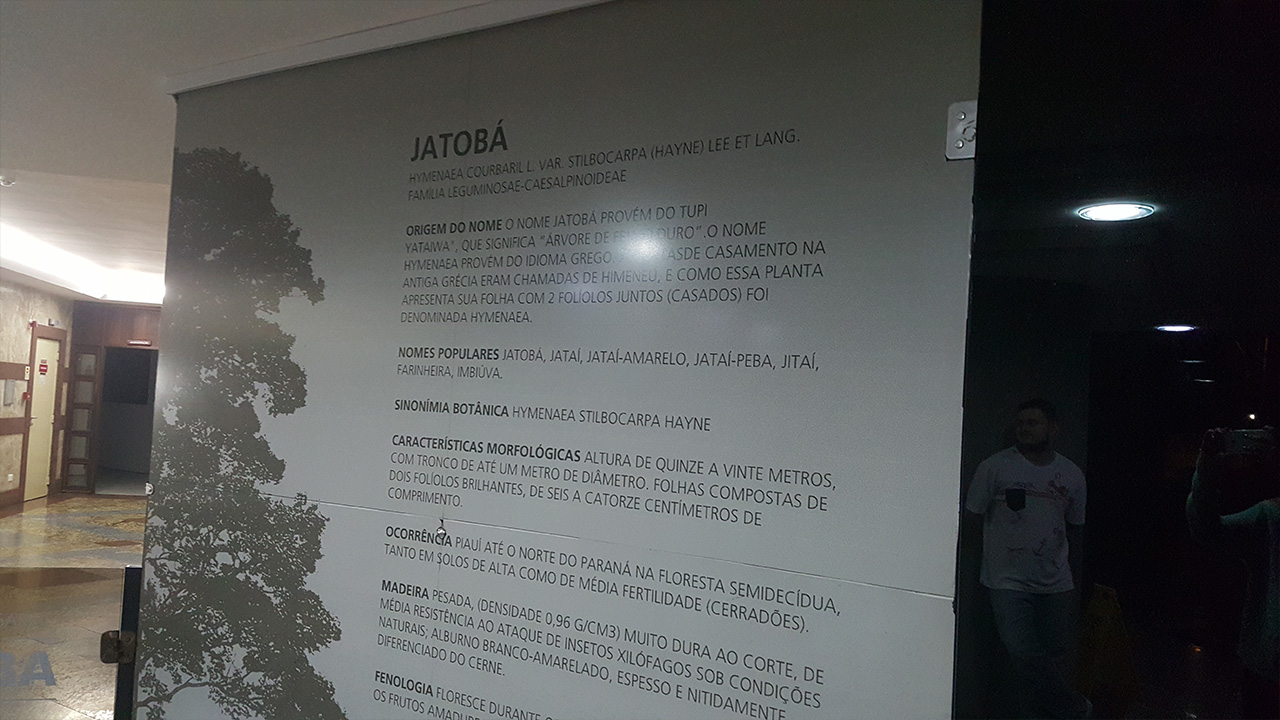 JATOBÁ
HYMENAEA COURBARIL L. VAR. STILBOCARPA (HAYNE) LEE ET LANG.
FAMÍLIA LEGUMINOSAE-CAESALPINOIDEAE
ORIGEM DO NOME O NOME JATOBÁ PROVÉM DO TUPI
YATAIWA", QUE SIGNIFICA "ÁRVORE DE DURO".O NOME
HYMENAEA PROVÉM DO IDIOMA GREGO CASAMENTO NA
ANTIGA GRÉCIA ERAM CHAMADAS DE HIMENEU, E COMO ESSA PLANTA
APRESENTA SUA FOLHA COM 2 FOLÍOLOS JUNTOS (CASADOS) FOI
DENOMINADA HYMENAEA.
NOMES POPULARES JATOBÁ, JATAÍ, JATAÍ-AMARELO, JATAÍ-PEBA, JITAÍ,
FARINHEIRA, IMBIÚVA.
SINONÍMIA BOTÂNICA HYMENAEA STILBOCARPA HAYNE
CARACTERÍSTICAS MORFOLÓGICAS ALTURA DE QUINZE A VINTE METROS,
COM TRONCO DE ATÉ UM METRO DE DIÂMETRO. FOLHAS COMPOSTAS DE
DOIS FOLÍOLOS BRILHANTES, DE SEIS A CATORZE CENTÍMETROS DE
COMPRIMENTO.
OCORRÊNCIA PIAUÍ ATÉ O NORTE DO PARANÁ NA FLORESTA SEMIDECÍDUA,
TANTO EM SOLOS DE ALTA COMO DE MÉDIA FERTILIDADE (CERRADÕES).
MADEIRA PESADA, (DENSIDADE 0,96 G/CM3) MUITO DURA AO CORTE, DE
MÉDIA RESISTÊNCIA AO ATAQUE DE INSETOS XILÓFAGOS SOB CONDIÇÕES
NATURAIS; ALBURNO BRANCO-AMARELADO, ESPESSO E NITIDAMENTE
DIFERENCIADO DO CERNE.
FENOLOGIA FLORESCE DURANTE
OS FRUTOS